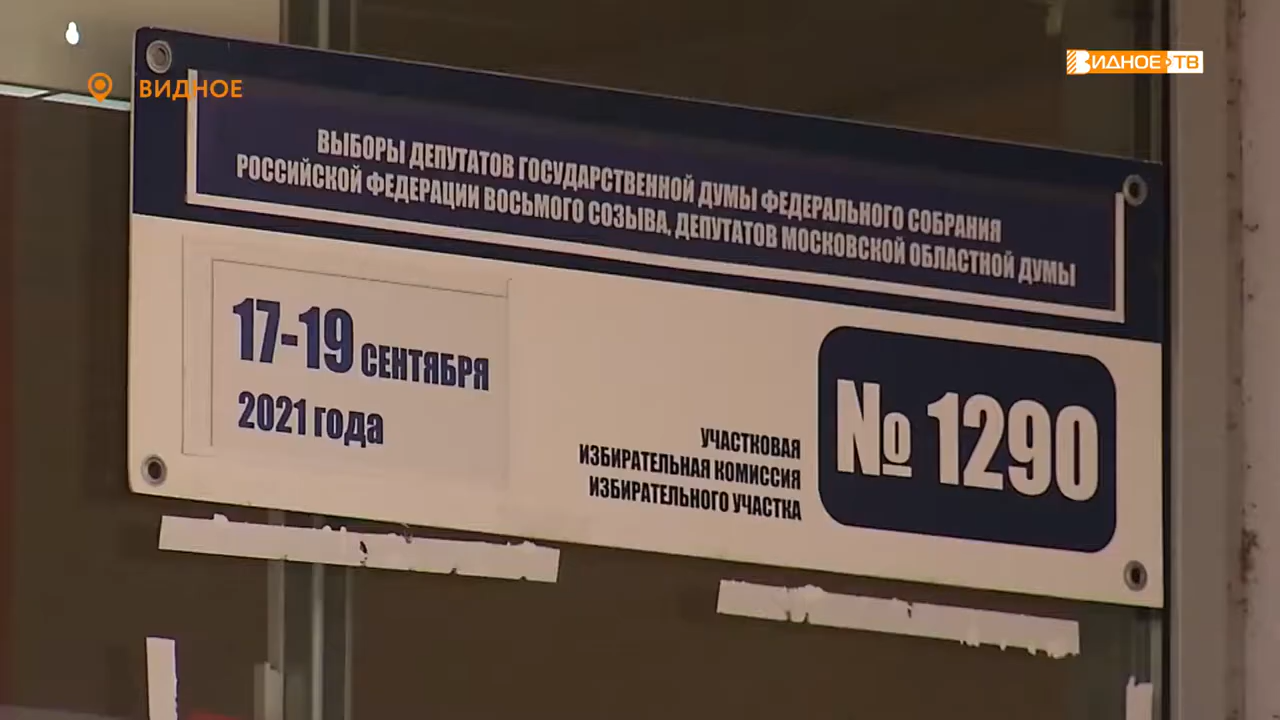 ВИДНОЕ
ВИДНОЕ ТВ
ВЫБОРЫ ДЕПУТАТОВ ГОСУДАРСТВЕННОЙ ДУМЫ ФЕДЕРАЛЬНОГО СОБРАНИЯ
РОССИЙСКОЙ ФЕДЕРАЦИИ ВОСЬМОГО СОЗЫВА, ДЕПУТАТОВ МОСКОВСКОЙ ОБЛАСТНОЙ ДУМЫ
17-19 СЕНТЯБРЯ
2021 года
УЧАСТКОВАЯ
ИЗБИРАТЕЛЬНАЯ КОМИССИЯ
ИЗБИРАТЕЛЬНОГО УЧАСТКА
№ 1290